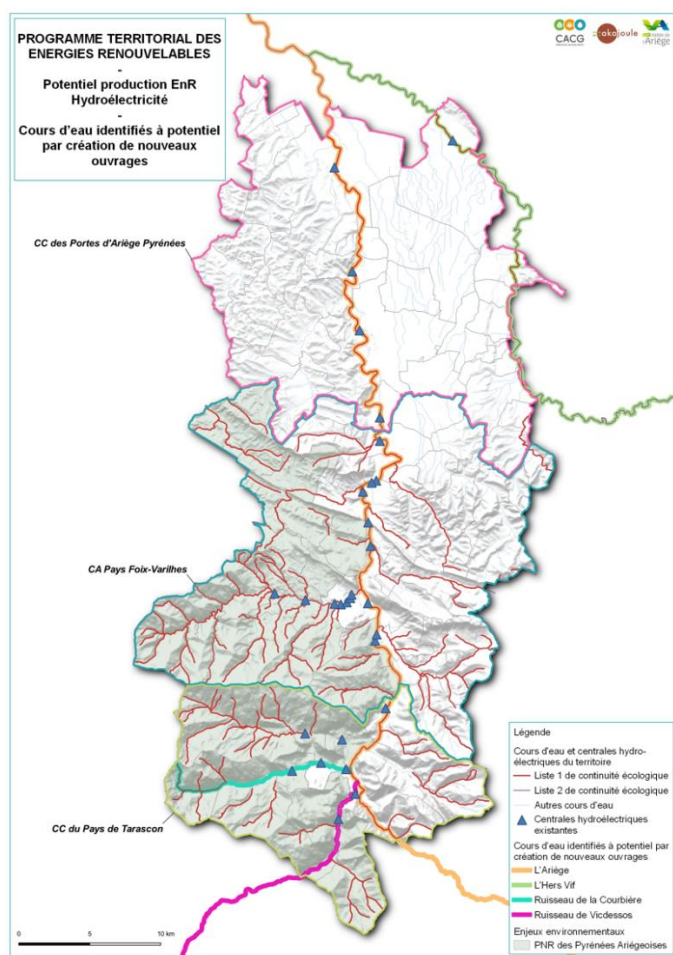 PROGRAMME TERRITORIAL DES
ENERGIES RENOUVELABLES
-
Potentiel production EnR
Hydroélectricité
-
Cours d'eau identifiés à potentiel
par création de nouveaux
ouvrages
CACG
akajoule
l'Ariège
CC des Portes d'Ariège Pyrénées
CA Pays Foix-Varilhes
CC du Pays de Tarascon
Légende
Cours d'eau et centrales hydro-
électriques du territoire
Liste 1 de continuité écologique
Liste 2 de continuité écologique
Autres cours d'eau
Centrales hydroélectriques
existantes
Cours d'eau identifiés à potentiel par
création de nouveaux ouvrages
L'Ariège
L'Hers Vif
Ruisseau de la Courbière
Ruisseau de Vicdessos
Enjeux environnementaux
PNR des Pyrénées Ariégeoises
0 5 10 km